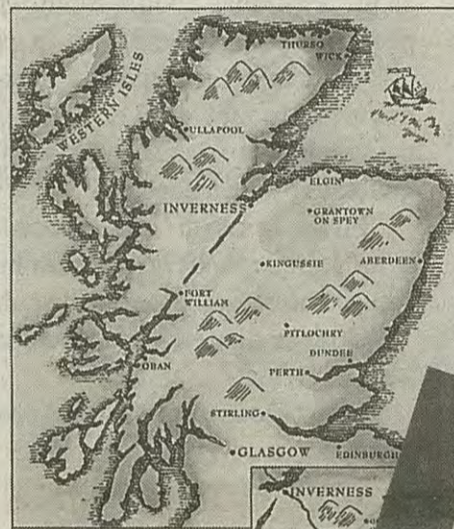 THURSO
WICK
WESTERN ISLES
ULLAPOOL
ELGIN
INVERNESS
GRANTOWN
ON SPEY
ABERDEEN
KINGUSSIE
FORT
WILLIAM
PITLOCHRY
DUNDEE
OBAN
PERTH
STIRLING
GLASGOW
EDINBURGH
INVERNESS